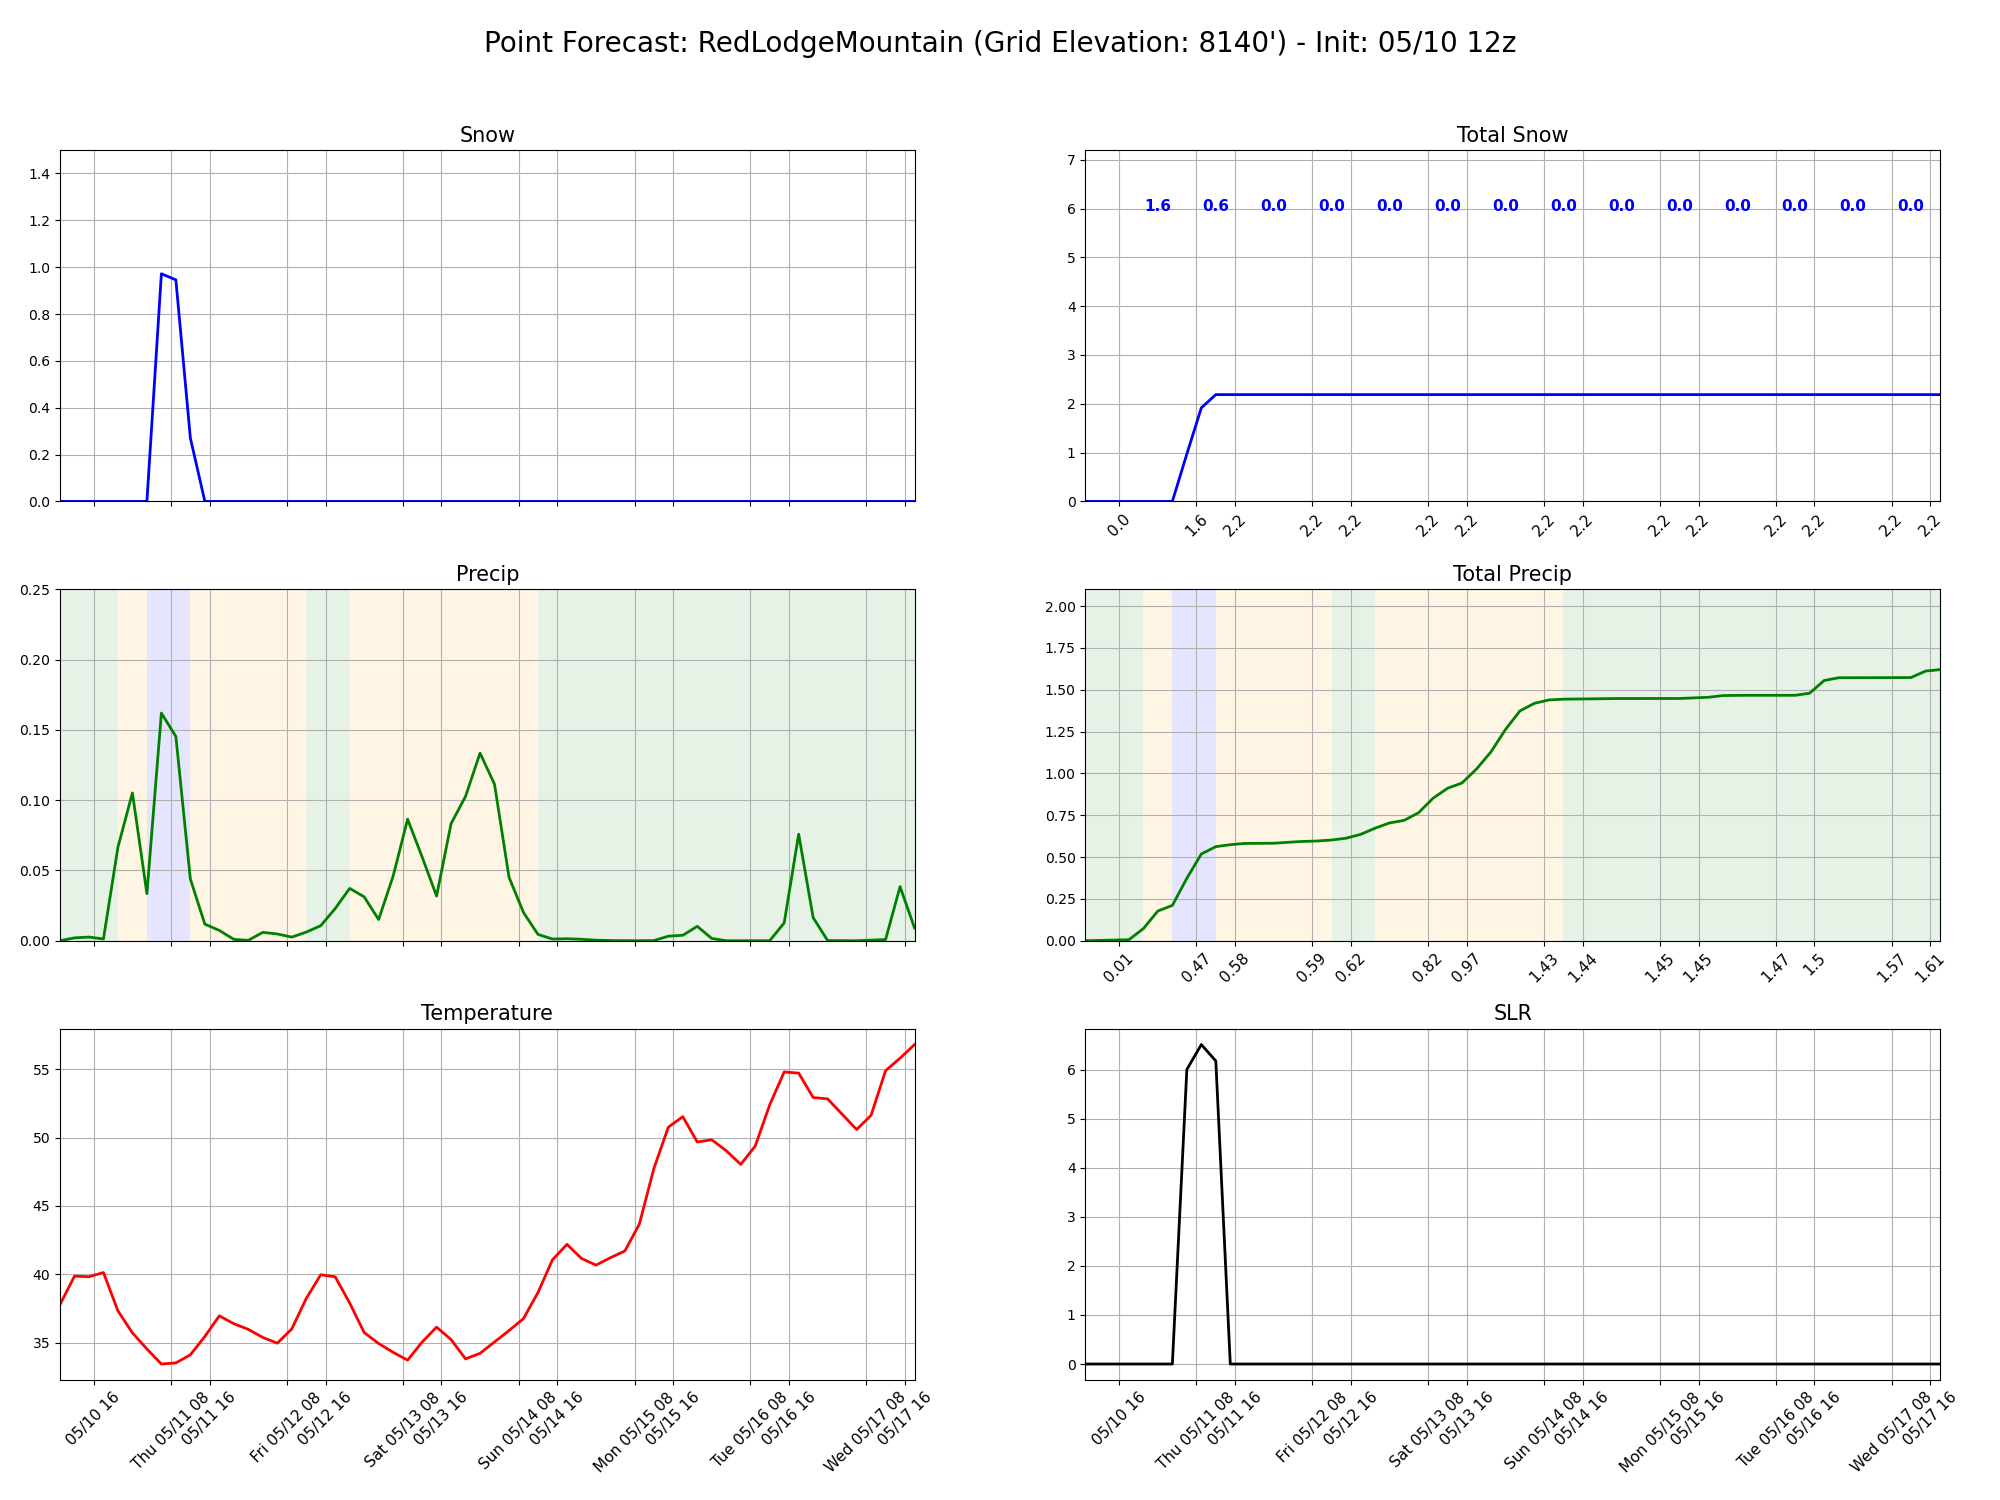 Point Forecast: RedLodgeMountain (Grid Elevation: 8140') - Init: 05/10 12z
Snow
1.4
1.2
1.0
0.8
0.6
0.4
0.2
0.0
Total Snow
7
6
5
4
3
2
1
0
1.6 0.6 0.0 0.0 0.0 0.0 0.0 0.0 0.0 0.0 0.0 0.0 0.0 0.0
0.0 1.6 2.2 2.2 2.2 2.2 2.2 2.2 2.2 2.2 2.2 2.2 2.2 2.2 2.2
Precip
0.25
0.20
0.15
0.10
0.05
0.00
Total Precip
2.00
1.75
1.50
1.25
1.00
0.75
0.50
0.25
0.00
0.01 0.47 0.58 0.59 0.62 0.82 0.97 1.43 1.44 1.45 1.45 1.47 1.5 1.57 1.61
Temperature
55
50
45
40
35
05/10 16
Thu 05/11 08
05/11 16
Fri 05/12 08
05/12 16
Sat 05/13 08
05/13 16
Sun 05/14 08
05/14 16
Mon 05/15 08
05/15 16
Tue 05/16 08
05/16 16
Wed 05/17 08
05/17 16
SLR
6
5
4
3
2
1
0
05/10 16
Thu 05/11 08
05/11 16
Fri 05/12 08
05/12 16
Sat 05/13 08
05/13 16
Sun 05/14 08
05/14 16
Mon 05/15 08
05/15 16
Tue 05/16 08
05/16 16
Wed 05/17 08
05/17 16